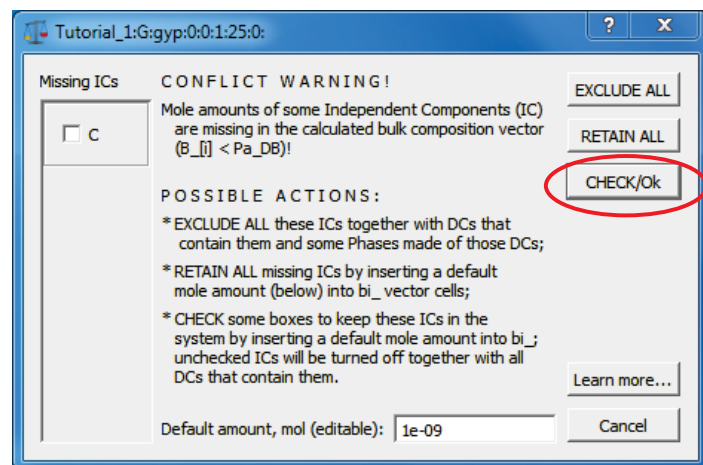 Tutorial_1:G:gyp:0:0:1:25:0:
? X
Missing ICs
C
CONFLICT WARNING!
Mole amounts of some Independent Components (IC)
are missing in the calculated bulk composition vector
(B_[i] < Pa_DB)!
POSSIBLE ACTIONS:
* EXCLUDE ALL these ICs together with DCs that
contain them and some Phases made of those DCs;
* RETAIN ALL missing ICs by inserting a default
mole amount (below) into bi_ vector cells;
* CHECK some boxes to keep these ICs in the
system by inserting a default mole amount into bi_;
unchecked ICs will be turned off together with all
DCs that contain them.
Default amount, mol (editable): 1e-09
EXCLUDE ALL
RETAIN ALL
CHECK/Ok
Learn more...
Cancel